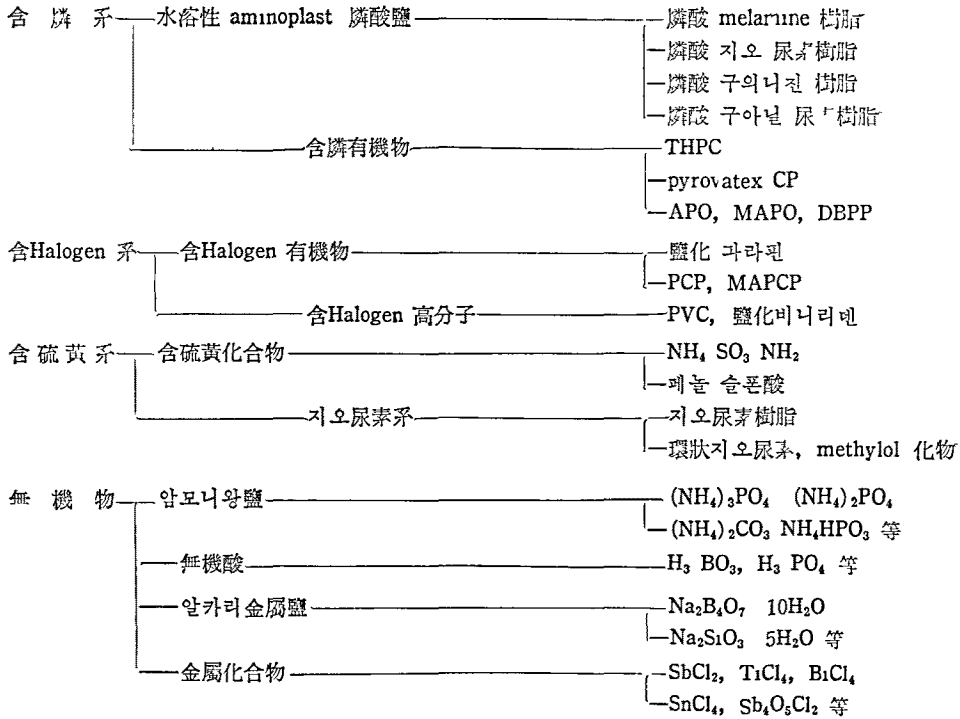 含 燐 系 水溶性 aminoplast 燐酸鹽 燐酸 melamine 樹脂
燐酸 지오 尿素樹脂
燐酸 구의니진 樹脂
燐酸 구아닐 尿素樹脂
含燐有機物 THPC
pyrovatex CP
APO, MAPO, DBPP
含Halogen 系 含Halogen 有機物 鹽化 파라핀
PCP, MAPCP
含Halogen 高分子 PVC, 鹽化비니리덴
含硫黃系 含硫黃化合物 NH₄ SO₃ NH₂
페놀 술폰酸
지오尿素系 지오尿素樹脂
環狀지오尿素, methylol 化物
無 機 物 암모니왕鹽 (NH₄)₃PO₄ (NH₄)₂PO₄
(NH₄)₂CO₃ NH₄HPO₃ 等
無機酸 H₃ BO₃, H₃ PO₄ 等
알카리金屬鹽 Na₂B₄O₇ 10H₂O
Na₂SiO₃ 5H₂O 等
金屬化合物 SbCl₂, TiCl₄, BiCl₄
SnCl₄, Sb₄O₅Cl₂ 等